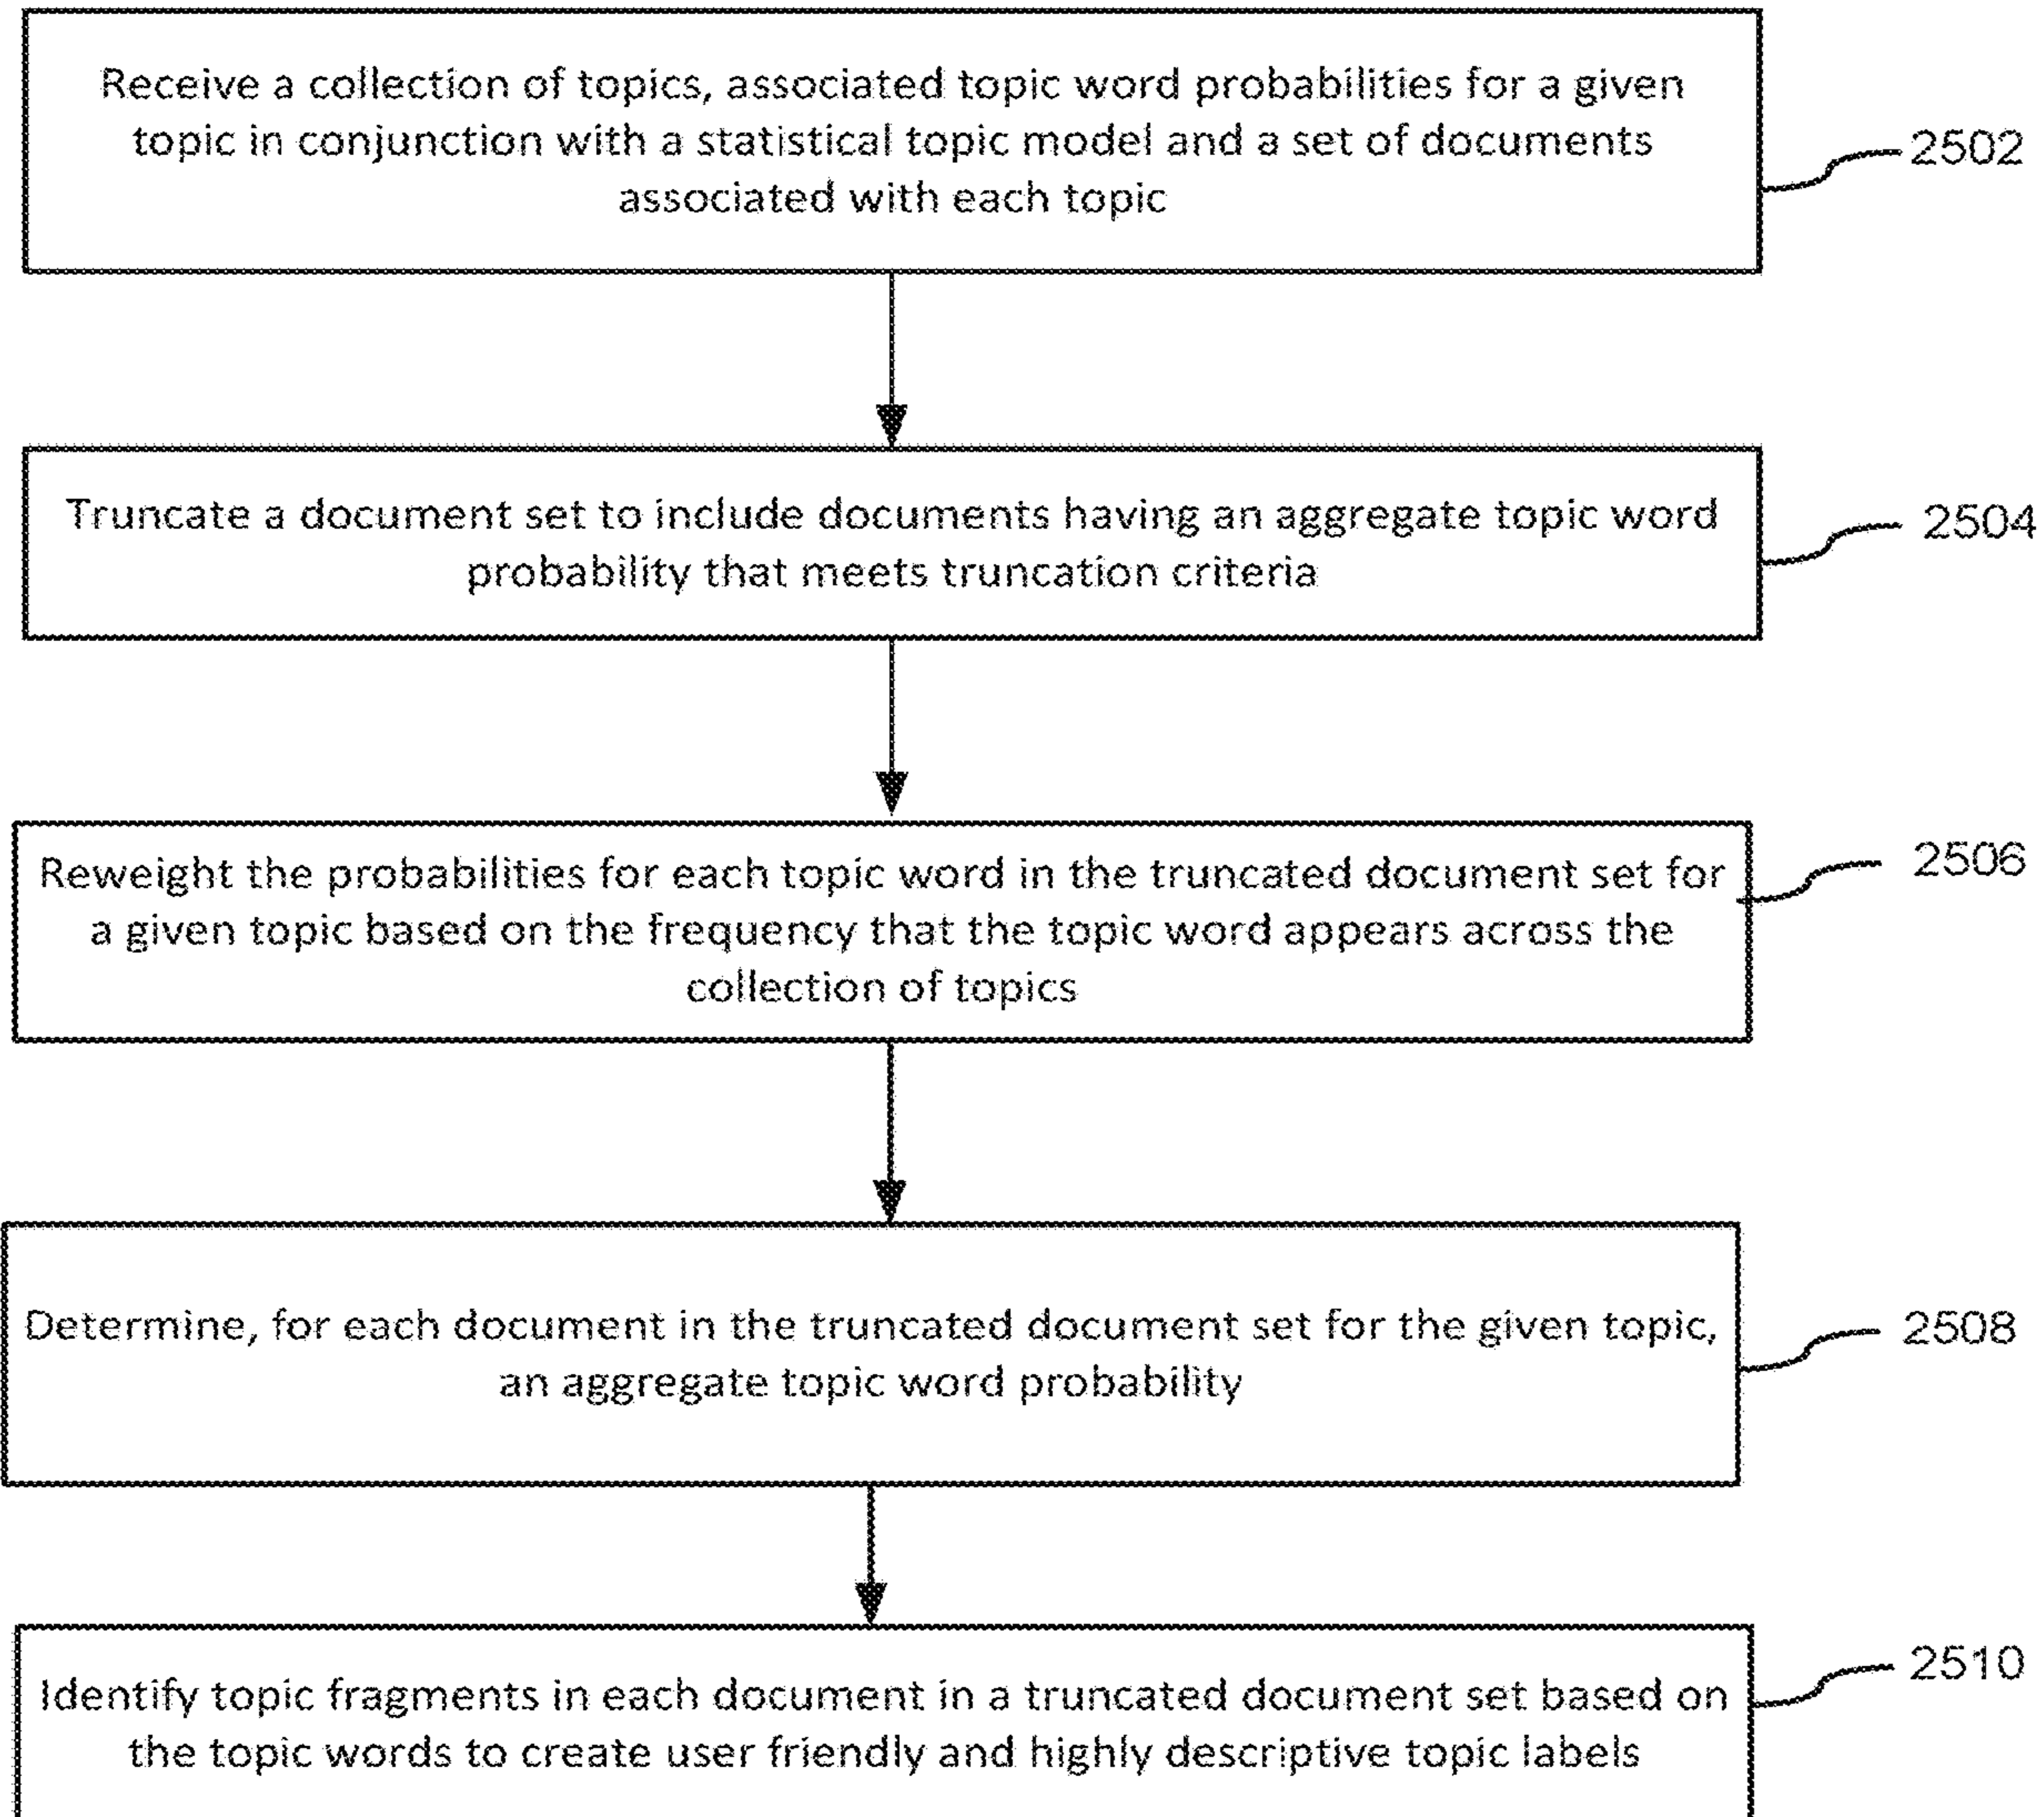 Receive a collection of topics, associated topic word probabilities for a given
topic in conjunction with a statistical topic model and a set of documents
associated with each topic
2502
Truncate a document set to include documents having an aggregate topic word
probability that meets truncation criteria
2504
Reweight the probabilities for each topic word in the truncated document set for
a given topic based on the frequency that the topic word appears across the
collection of topics
2506
Determine, for each document in the truncated document set for the given topic,
an aggregate topic word probability
2508
Identify topic fragments in each document in a truncated document set based on
the topic words to create user friendly and highly descriptive topic labels
2510